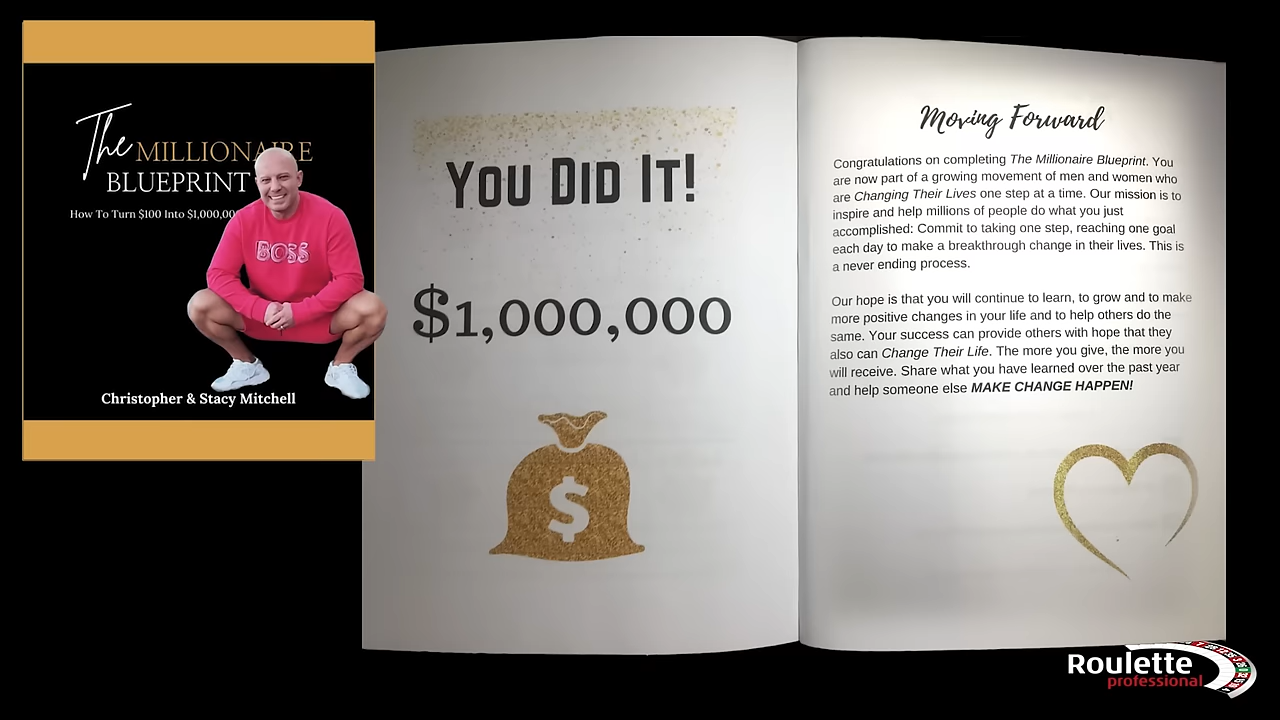 The MILLIONAIRE
BLUEPRINT
How To Turn $100 Into $1,000,00
BOSS
Christopher & Stacy Mitchell
YOU DID IT!
$1,000,000
$
Moving Forward
Congratulations on completing The Millionaire Blueprint. You
are now part of a growing movement of men and women who
are Changing Their Lives one step at a time. Our mission is to
inspire and help millions of people do what you just
accomplished: Commit to taking one step, reaching one goal
each day to make a breakthrough change in their lives. This is
a never ending process.
Our hope is that you will continue to learn, to grow and to make
more positive changes in your life and to help others do the
same. Your success can provide others with hope that they
also can Change Their Life. The more you give, the more you
will receive. Share what you have learned over the past year
and help someone else MAKE CHANGE HAPPEN!
Roulette
professional